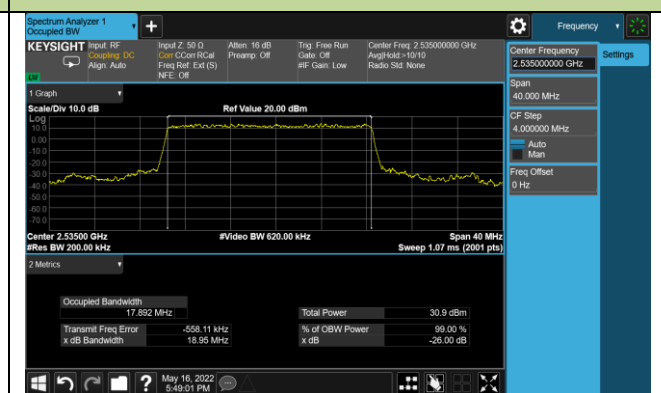 Spectrum Analyzer 1
Occupied BW
+
Frequency
KEYSIGHT
Input: RF
Coupling: DC
Align: Auto
Input Z: 50 Ω
Corr CCorr RCal
Freq Ref: Ext (S)
NFE: Off
Atten: 16 dB
Preamp: Off
Trig: Free Run
Gate: Off
#IF Gain: Low
Center Freq: 2.535000000 GHz
Avg|Hold:>10/10
Radio Std: None
LXI
Center Frequency
2.535000000 GHz
Settings
Span
40.000 MHz
CF Step
4.000000 MHz
Auto
Man
Freq Offset
0 Hz
1 Graph
Scale/Div 10.0 dB
Ref Value 20.00 dBm
Log
10.0
0.00
-10.0
-20.0
-30.0
-40.0
-50.0
-60.0
-70.0
Center 2.53500 GHz
#Video BW 620.00 kHz
Span 40 MHz
#Res BW 200.00 kHz
Sweep 1.07 ms (2001 pts)
2 Metrics
Occupied Bandwidth
17.892 MHz
Total Power
30.9 dBm
Transmit Freq Error
-558.11 kHz
% of OBW Power
99.00 %
x dB Bandwidth
18.95 MHz
x dB
-26.00 dB
?
May 16, 2022
5:49:01 PM